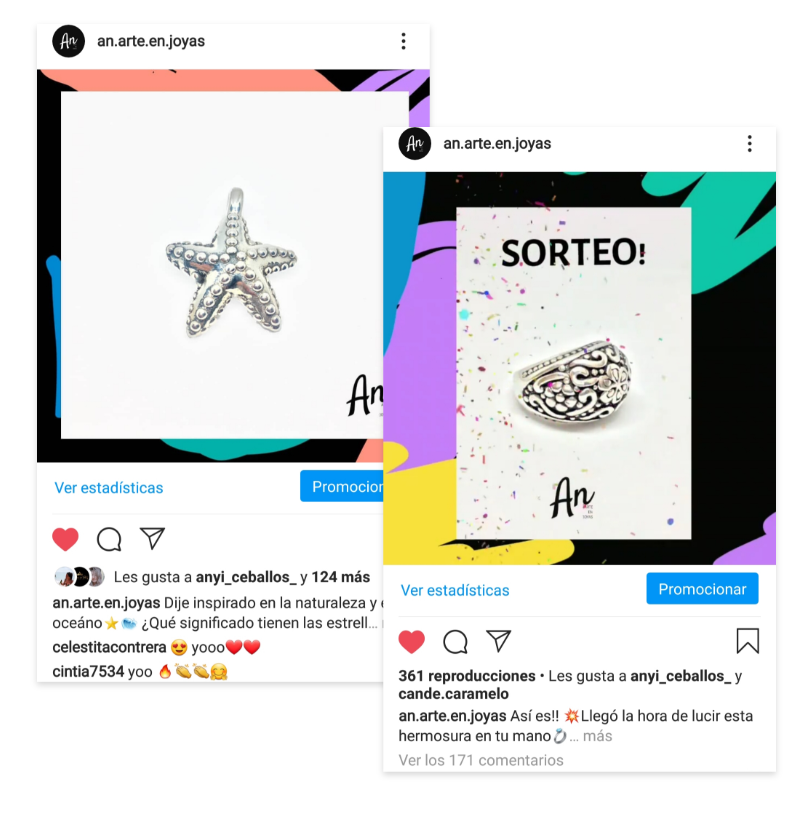 An
an.arte.en.joyas
An
Ver estadísticas
Promocior
Les gusta a anyi_ceballos_ y 124 más
an.arte.en.joyas Dije inspirado en la naturaleza y
oceáno⭐🌊 ¿Qué significado tienen las estrell...
celestitacontrera 😍 yooo❤️❤️
cintia7534 yoo 🔥👏👏🤗
An
an.arte.en.joyas
SORTEO!
An
Ver estadísticas
Promocionar
361 reproducciones • Les gusta a anyi_ceballos_ y
cande.caramelo
an.arte.en.joyas Así es!! 💥Llegó la hora de lucir esta
hermosura en tu mano💍... más
Ver los 171 comentarios